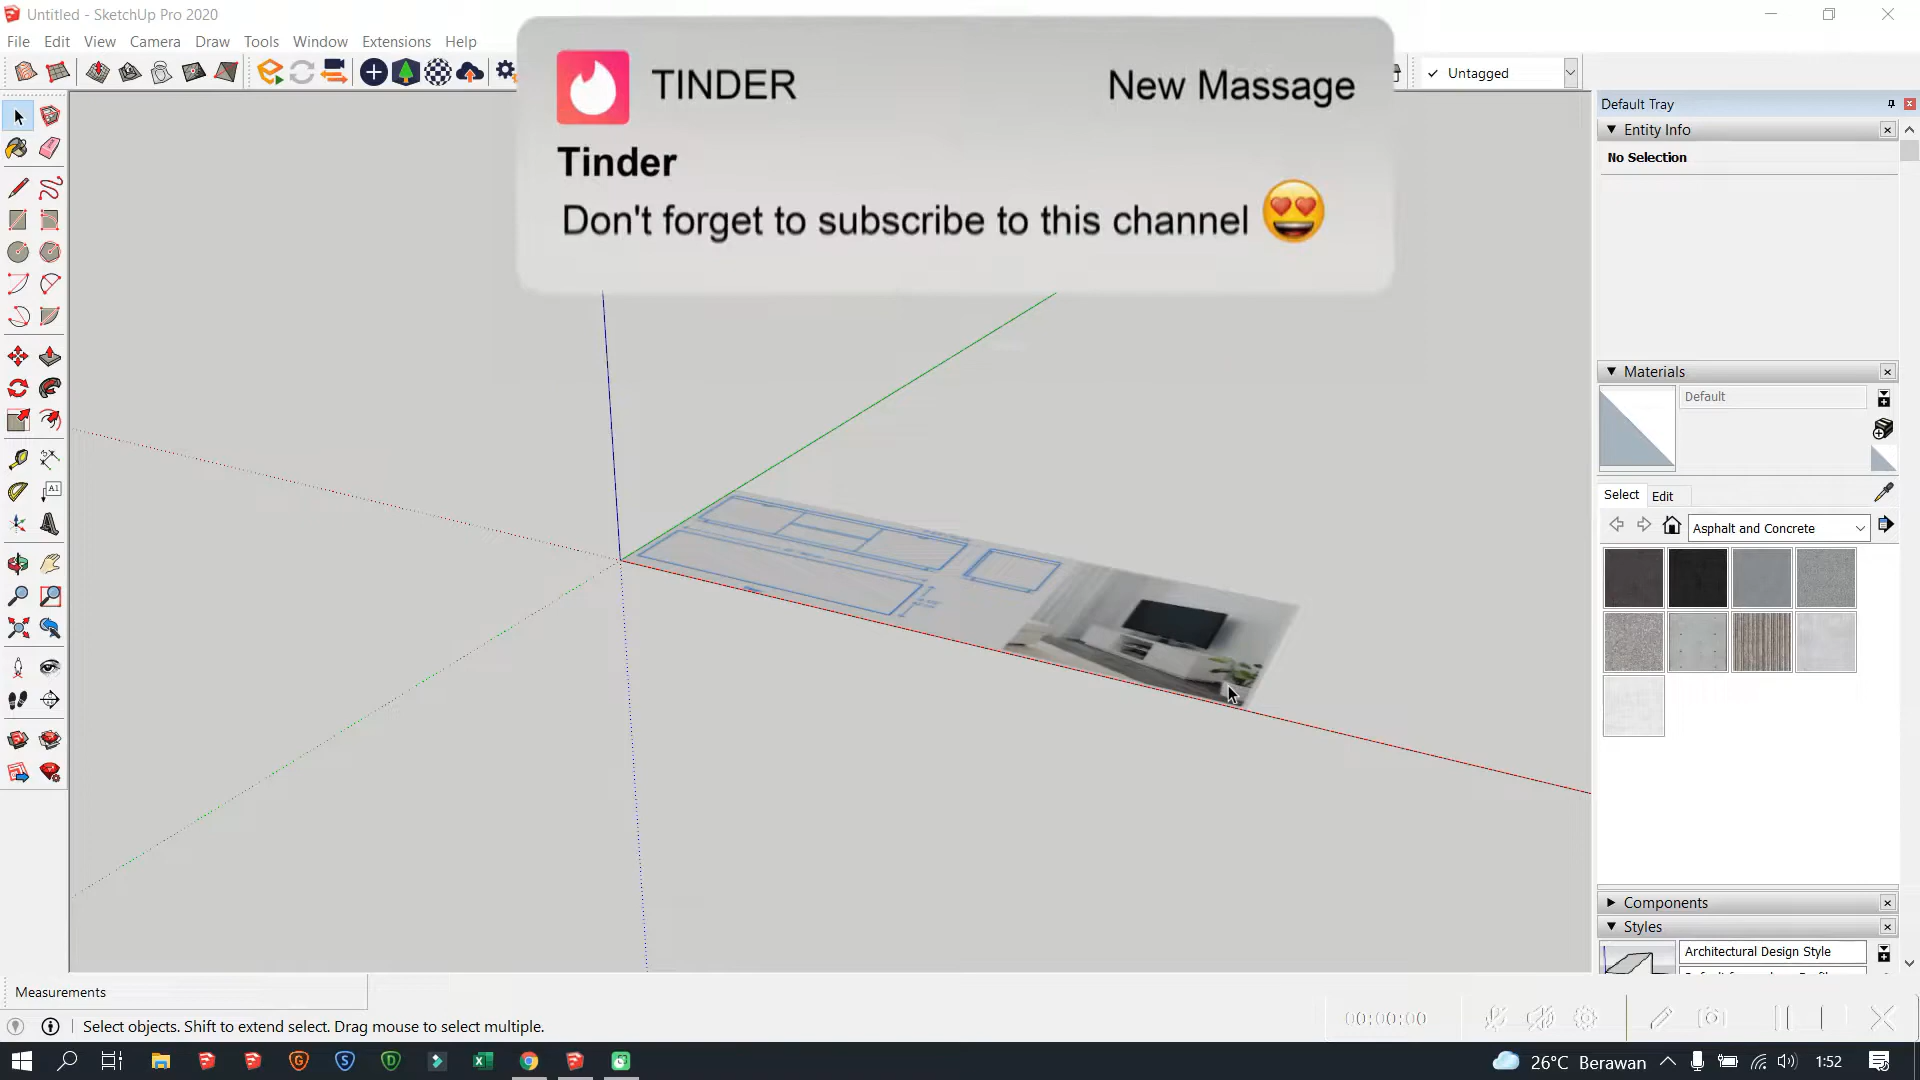 Untitled - SketchUp Pro 2020
File Edit View Camera Draw Tools Window Extensions Help
TINDER
New Massage
Tinder
Don't forget to subscribe to this channel 😍
Untagged
Default Tray
Entity Info
No Selection
Materials
Default
Select Edit
Asphalt and Concrete
Components
Styles
Architectural Design Style
A1
Measurements
Select objects. Shift to extend select. Drag mouse to select multiple.
00:00:00
26°C Berawan
1:52